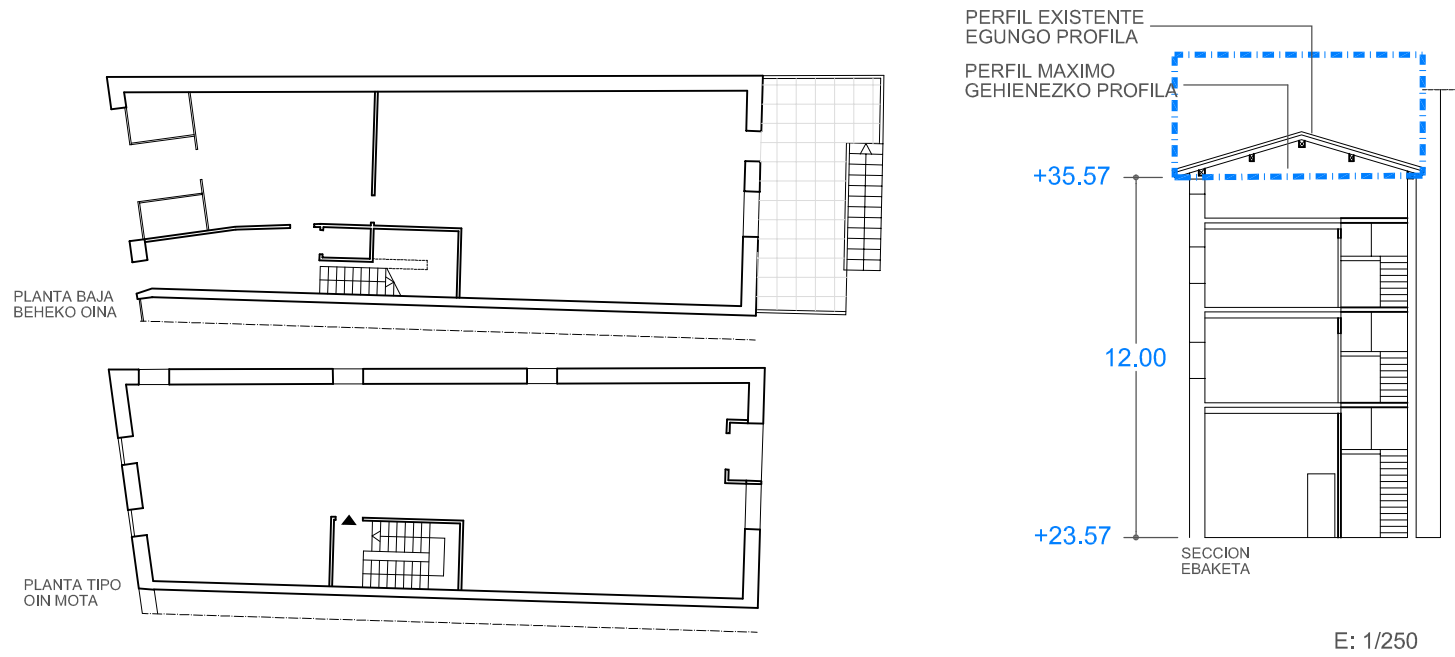 PLANTA BAJA
BEHEKO OINA
PLANTA TIPO
OIN MOTA
PERFIL EXISTENTE
EGUNGO PROFILA
PERFIL MAXIMO
GEHIENEZKO PROFILA
+35.57
12.00
+23.57
SECCION
EBAKETA
E: 1/250